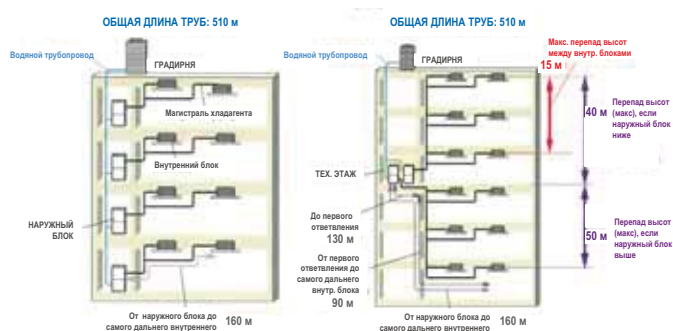 ОБЩАЯ ДЛИНА ТРУБ: 510 м
Водяной трубопровод
ГРАДИРНЯ
Магистраль хладагента
Внутренний блок
НАРУЖНЫЙ
БЛОК
От наружного блока до
самого дальнего внутреннего
160 м
ОБЩАЯ ДЛИНА ТРУБ: 510 м
Водяной трубопровод
ГРАДИРНЯ
Макс. перепад высот
между внутр. блоками
15 м
40 м
Перепад высот
(макс), если
наружный блок
ниже
ТЕХ. ЭТАЖ
До первого
ответвления
130 м
От первого
ответвления до
самого дальнего
внутр. блока
90 м
50 м
Перепад высот
(макс), если
наружный блок
выше
От наружного блока до
самого дальнего внутреннего
160 м